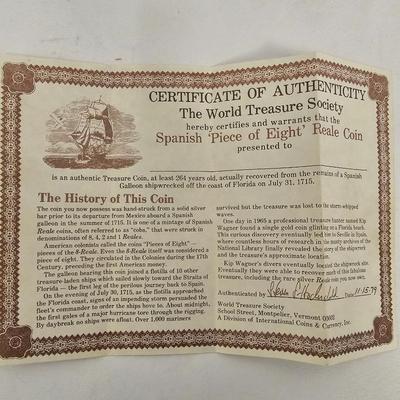 CERTIFICATE OF AUTHENTICITY
The World Treasure Society
hereby certifies and warrants that the
Spanish 'Piece of Eight' Reale Coin
presented to
is an authentic Treasure Coin, at least 264 years old, actually recovered from the remains of a Spanish
Galleon shipwrecked off the coast of Florida on July 31, 1715.
The History of This Coin
The coin you now possess was hand-struck from a solid silver
bar prior to its departure from Mexico aboard a Spanish
galleon in the summer of 1715. It is one of a mintage of Spanish
Reale coins, often referred to as "cobs," that were struck
in denominations of 8, 4, 2 and 1 Reales.
American colonials called the coin "Pieces of Eight" —
pieces of the 8-Reale. Even the 8-Reale was considered a
piece of eight. They circulated in the Colonies during the 17th
Century, preceding the first American money.
The galleon bearing this coin joined a flotilla of 10 other
treasure-laden ships which sailed slowly toward the Straits of
Florida — the first leg of the perilous journey back to Spain.
On the evening of July 30, 1715, as the flotilla approached
the Florida coast, signs of an impending storm persuaded the
fleet's commander to order the ships hove to. About midnight,
the first gales of a major hurricane tore through the rigging.
By daybreak no ships were afloat. Over 1,000 mariners
survived but the treasure was lost to the storm-whipped
waves.
One day in 1965 a professional treasure hunter named Kip
Wagner found a single gold coin glinting on a Florida beach.
This curious discovery eventually led him to Seville in Spain,
where countless hours of research in the musty archives of the
National Library finally revealed the story of the shipwreck
and the treasure's approximate location.
Kip Wagner's divers eventually located the shipwreck site.
Eventually they were able to recover much of this fabulous
treasure, including the rare silver Reale you now own.
Authenticated by Date 11-15-79
World Treasure Society
School Street, Montpelier, Vermont 05602
A Division of International Coins & Currency, Inc.